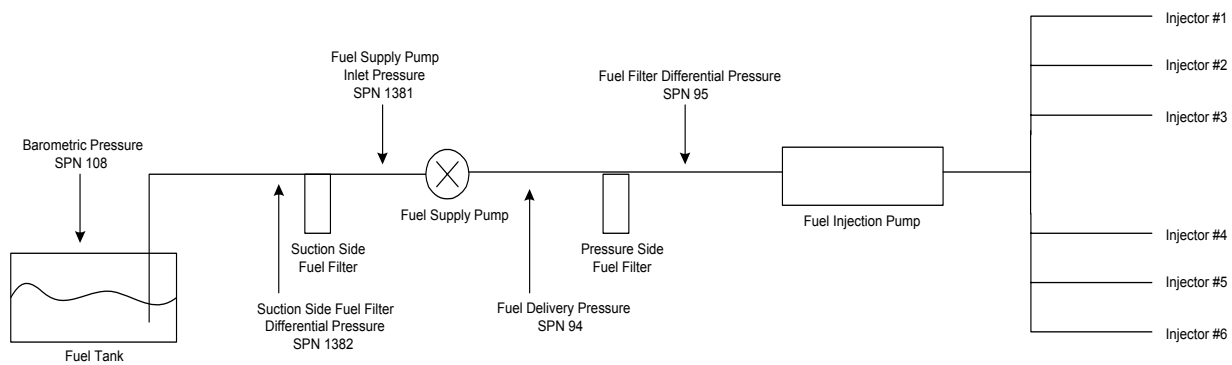 Injector #1
Fuel Supply Pump
Inlet Pressure
SPN 1381
Injector #2
Fuel Filter Differential Pressure
SPN 95
Injector #3
Barometric Pressure
SPN 108
Fuel Supply Pump
Fuel Injection Pump
Injector #4
Suction Side
Fuel Filter
Pressure Side
Fuel Filter
Injector #5
Suction Side Fuel Filter
Differential Pressure
SPN 1382
Fuel Delivery Pressure
SPN 94
Injector #6
Fuel Tank